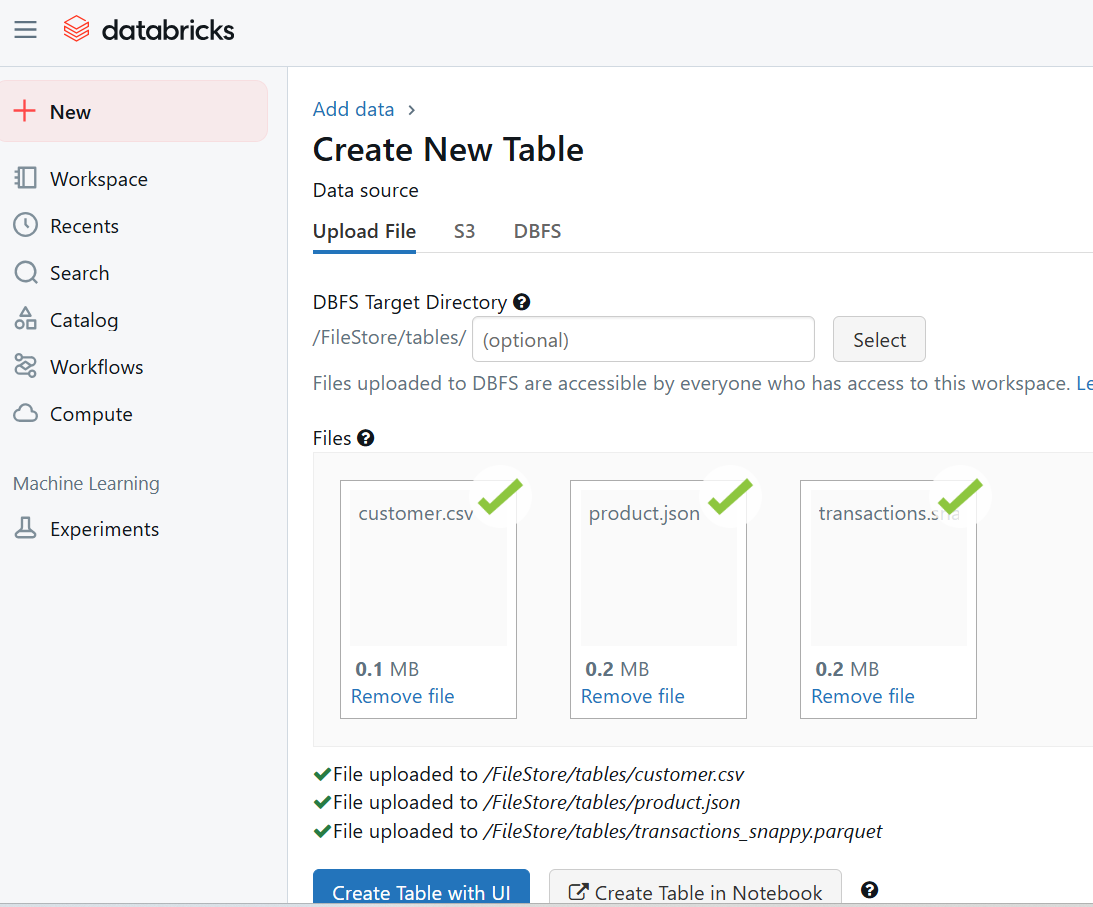 databricks
New
Workspace
Recents
Search
Catalog
Workflows
Compute
Machine Learning
Experiments
Add data ›
Create New Table
Data source
Upload File S3 DBFS
DBFS Target Directory
/FileStore/tables/ (optional) Select
Files uploaded to DBFS are accessible by everyone who has access to this workspace. Le
Files
customer.csv product.json transactions.sna
0.1 MB 0.2 MB 0.2 MB
Remove file Remove file Remove file
File uploaded to /FileStore/tables/customer.csv
File uploaded to /FileStore/tables/product.json
File uploaded to /FileStore/tables/transactions_snappy.parquet
Create Table with UI Create Table in Notebook